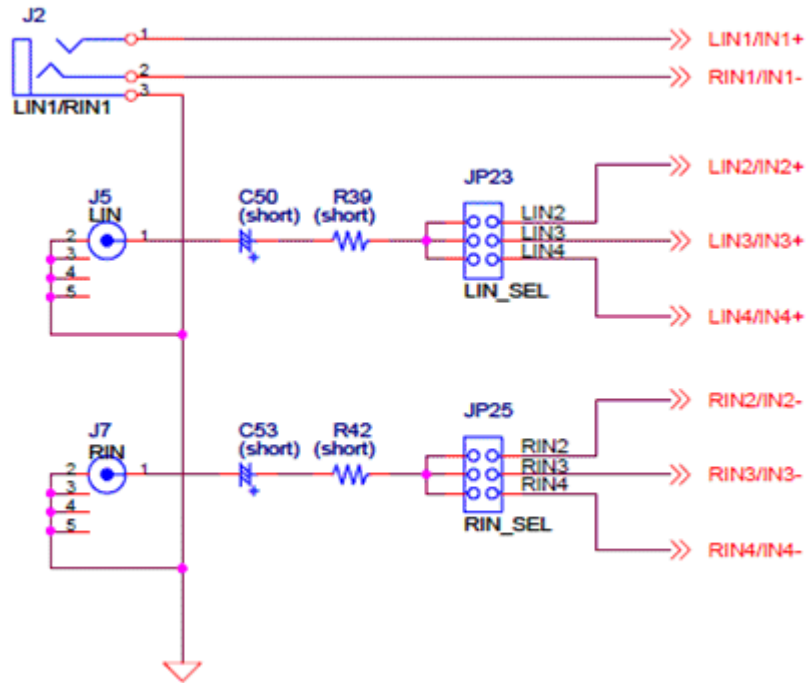 J2
1
LIN1/IN1+
2
RIN1/IN1-
3
LIN1/RIN1
LIN2/IN2+
JP23
J5
C50
R39
LIN
(short)
(short)
LIN2
2
1
LIN3
LIN3/IN3+
3
LIN4
4
LIN_SEL
5
LIN4/IN4+
RIN2/IN2-
JP25
J7
C53
R42
RIN
(short)
(short)
RIN2
2
1
RIN3
RIN3/IN3-
3
RIN4
4
RIN_SEL
5
RIN4/IN4-